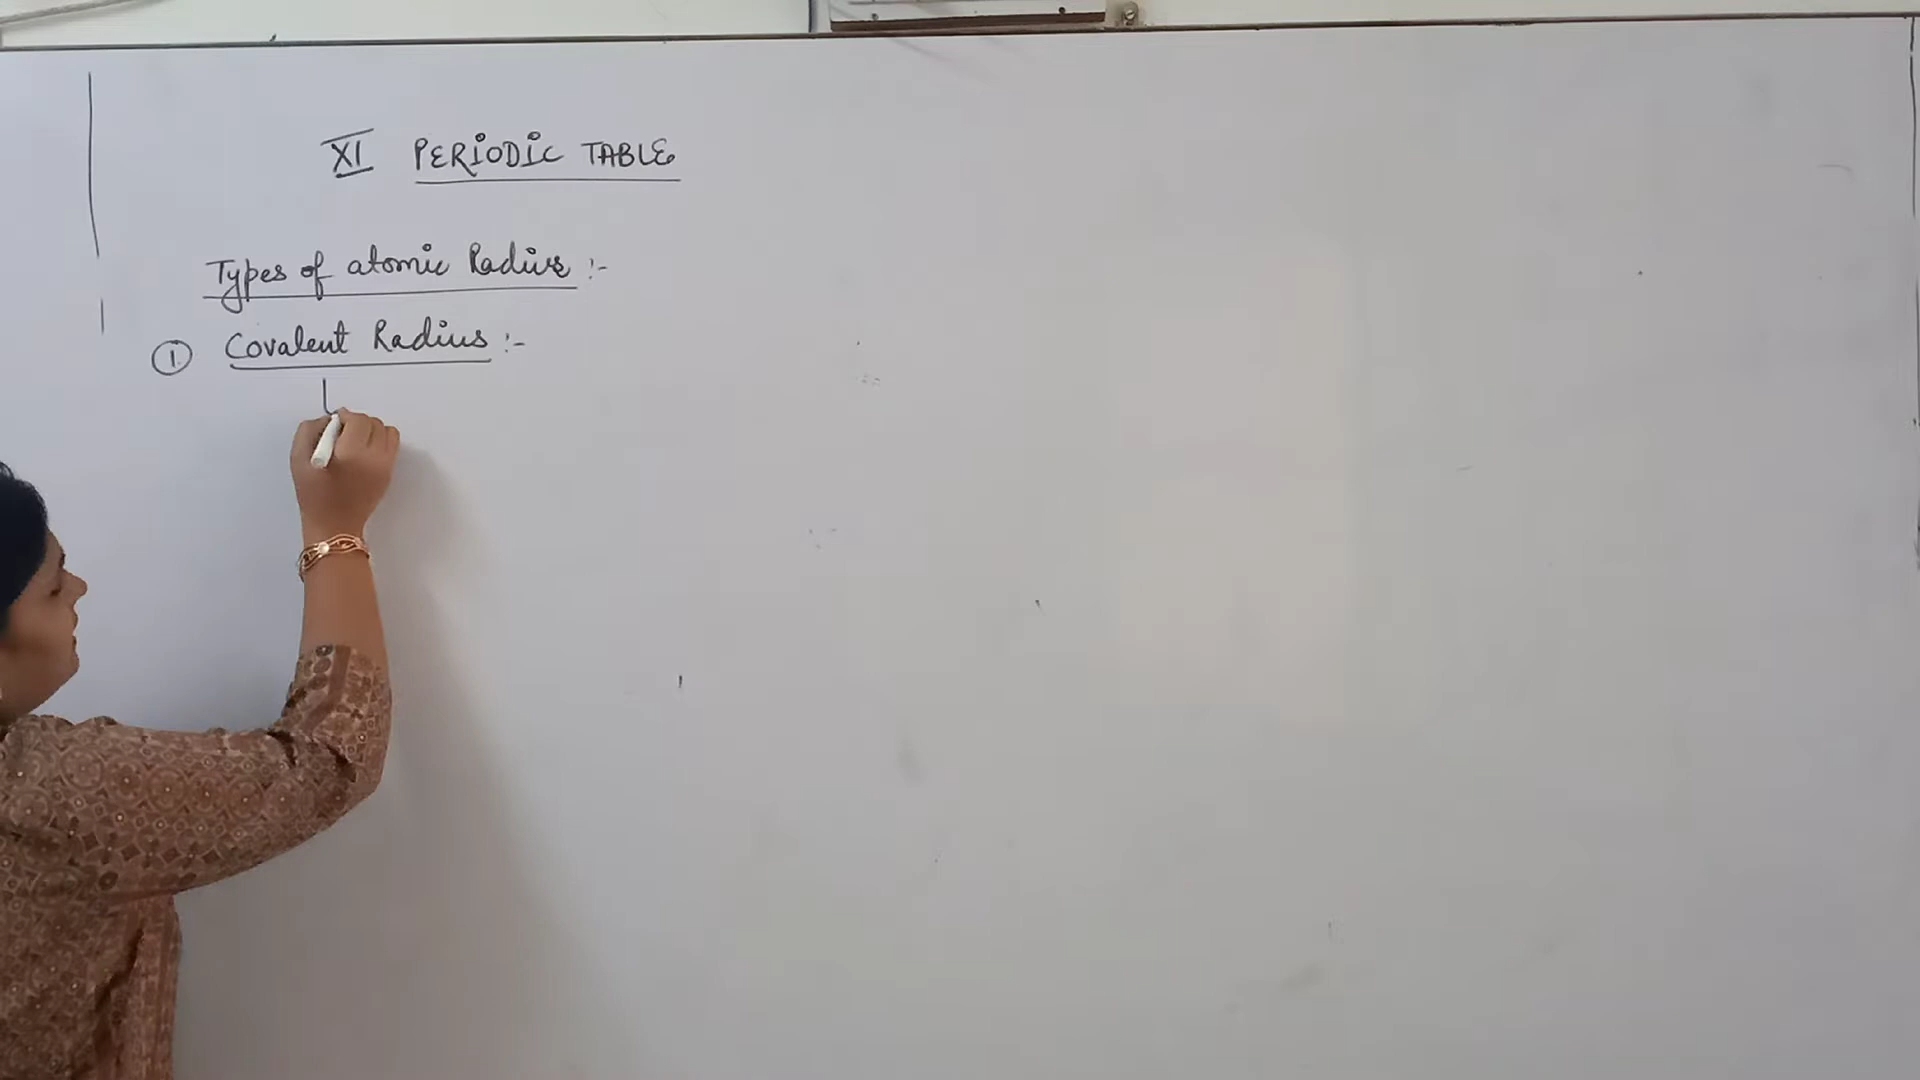 XI PERIODIC TABLE
Types of atomic Radius :-
① Covalent Radius :-